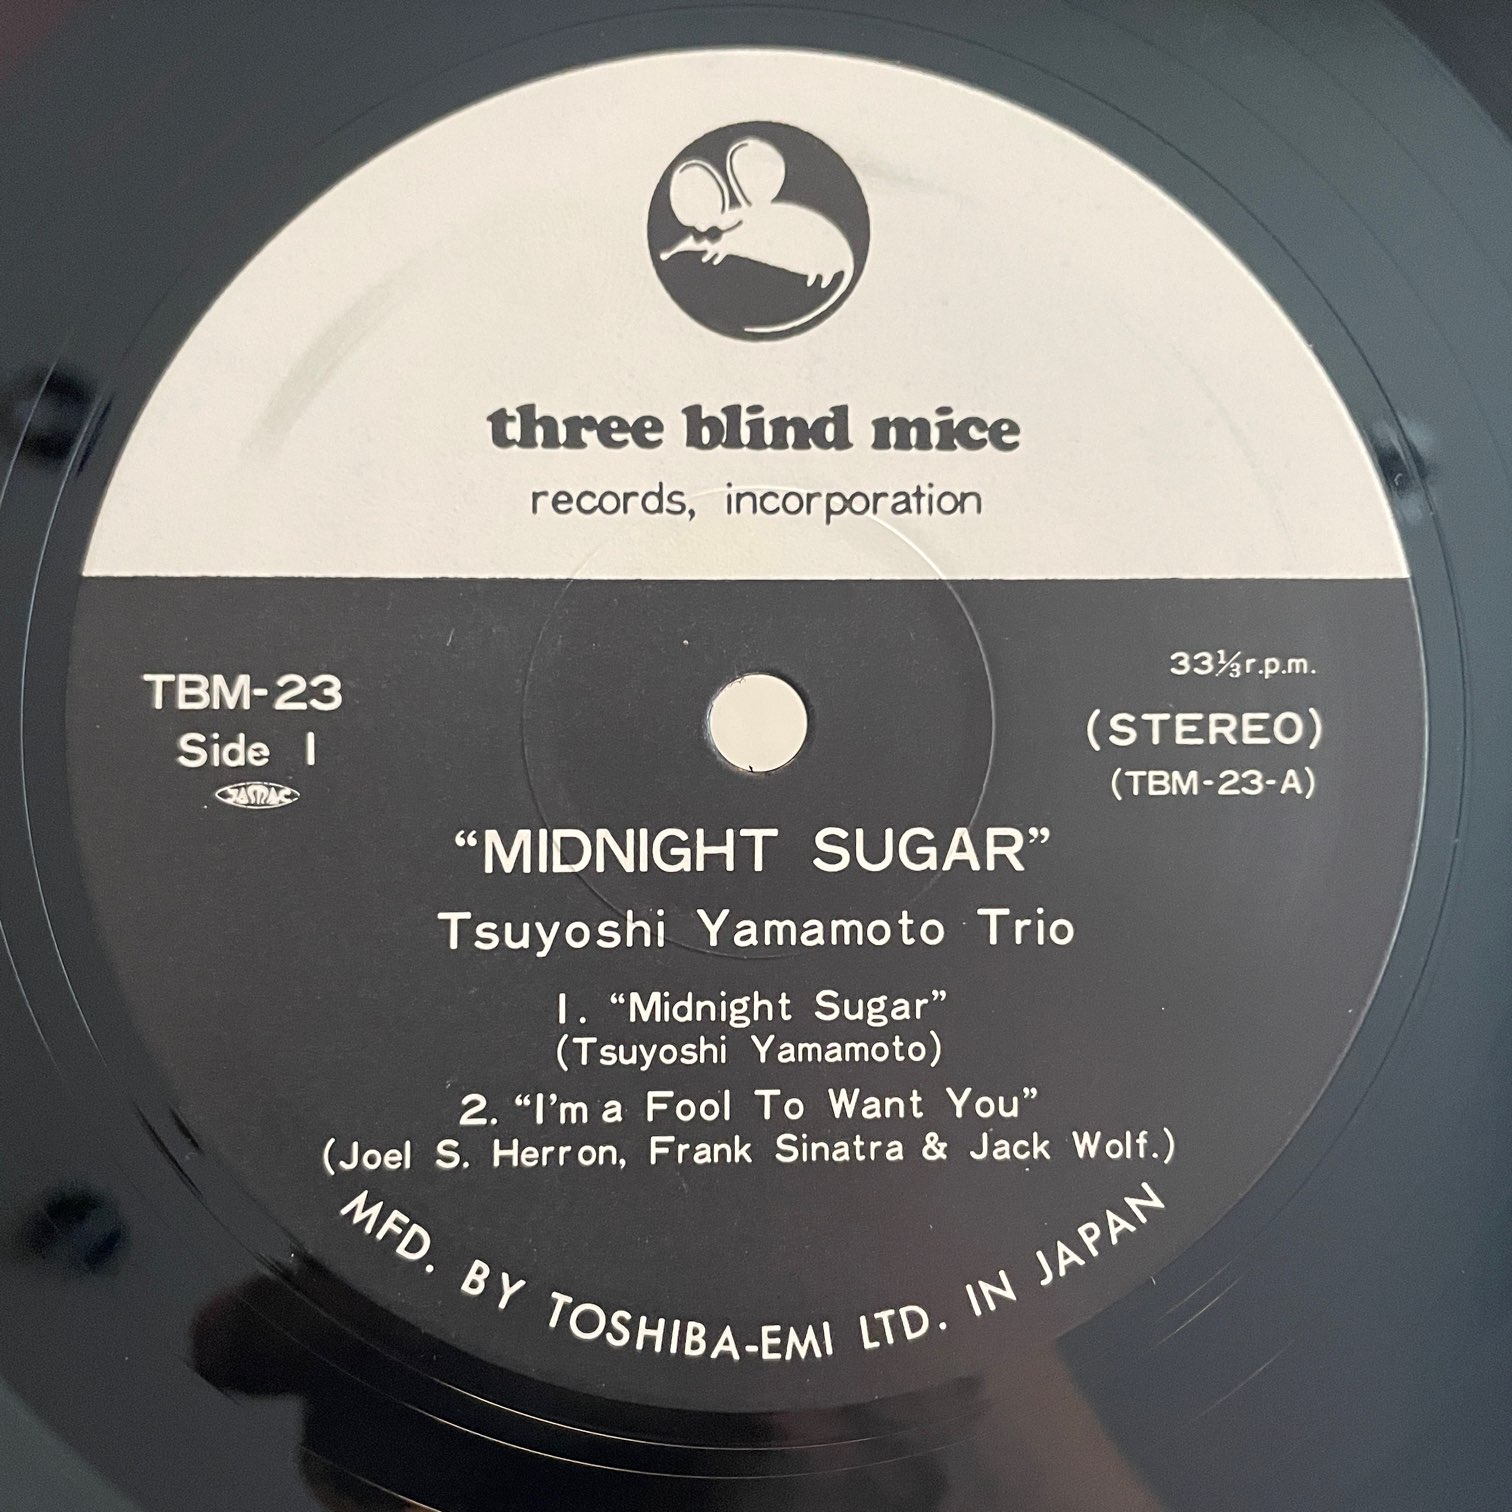 three blind mice
records, incorporation
TBM-23
Side 1
JASRAC
33⅓r.p.m.
(STEREO)
(TBM-23-A)
“MIDNIGHT SUGAR”
Tsuyoshi Yamamoto Trio
1. “Midnight Sugar”
(Tsuyoshi Yamamoto)
2. “I'm a Fool To Want You”
(Joel S. Herron, Frank Sinatra & Jack Wolf.)
MFD. BY TOSHIBA-EMI LTD. IN JAPAN